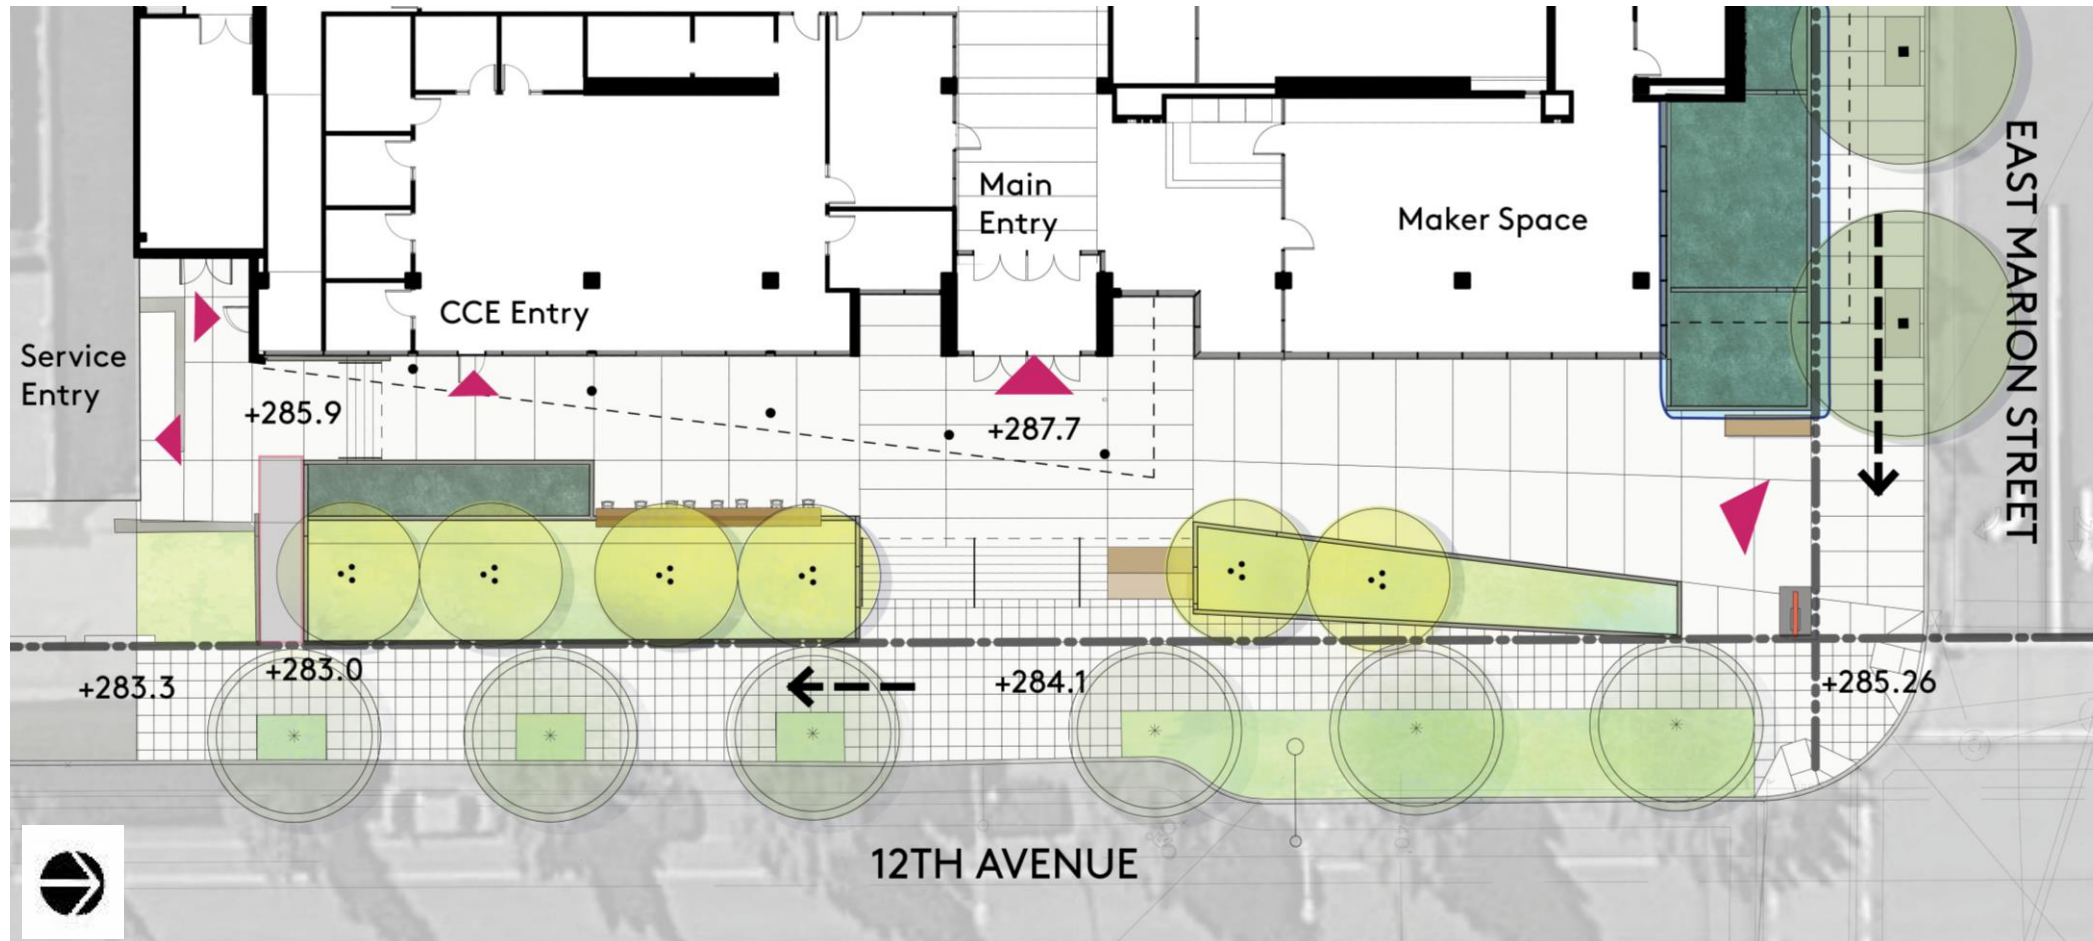 EAST MARION STREET
Main
Entry
Maker Space
CCE Entry
Service
Entry
+285.9
+287.7
+283.3
+283.0
+284.1
+285.26
12TH AVENUE